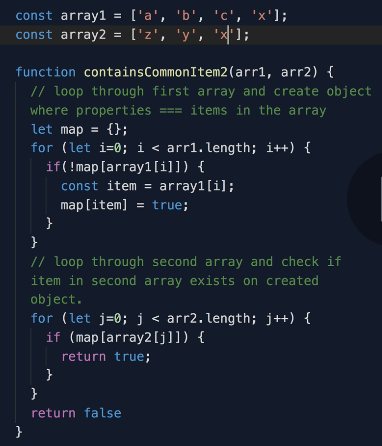 const array1 = ['a', 'b', 'c', 'x'];
const array2 = ['z', 'y', 'x'];
function containsCommonItem2(arr1, arr2) {
// loop through first array and create object
where properties === items in the array
let map = {};
for (let i=0; i < arr1.length; i++) {
if(!map[array1[i]]) {
const item = array1[i];
map[item] = true;
}
}
// loop through second array and check if
item in second array exists on created
object.
for (let j=0; j < arr2.length; j++) {
if (map[array2[j]]) {
return true;
}
}
return false
}